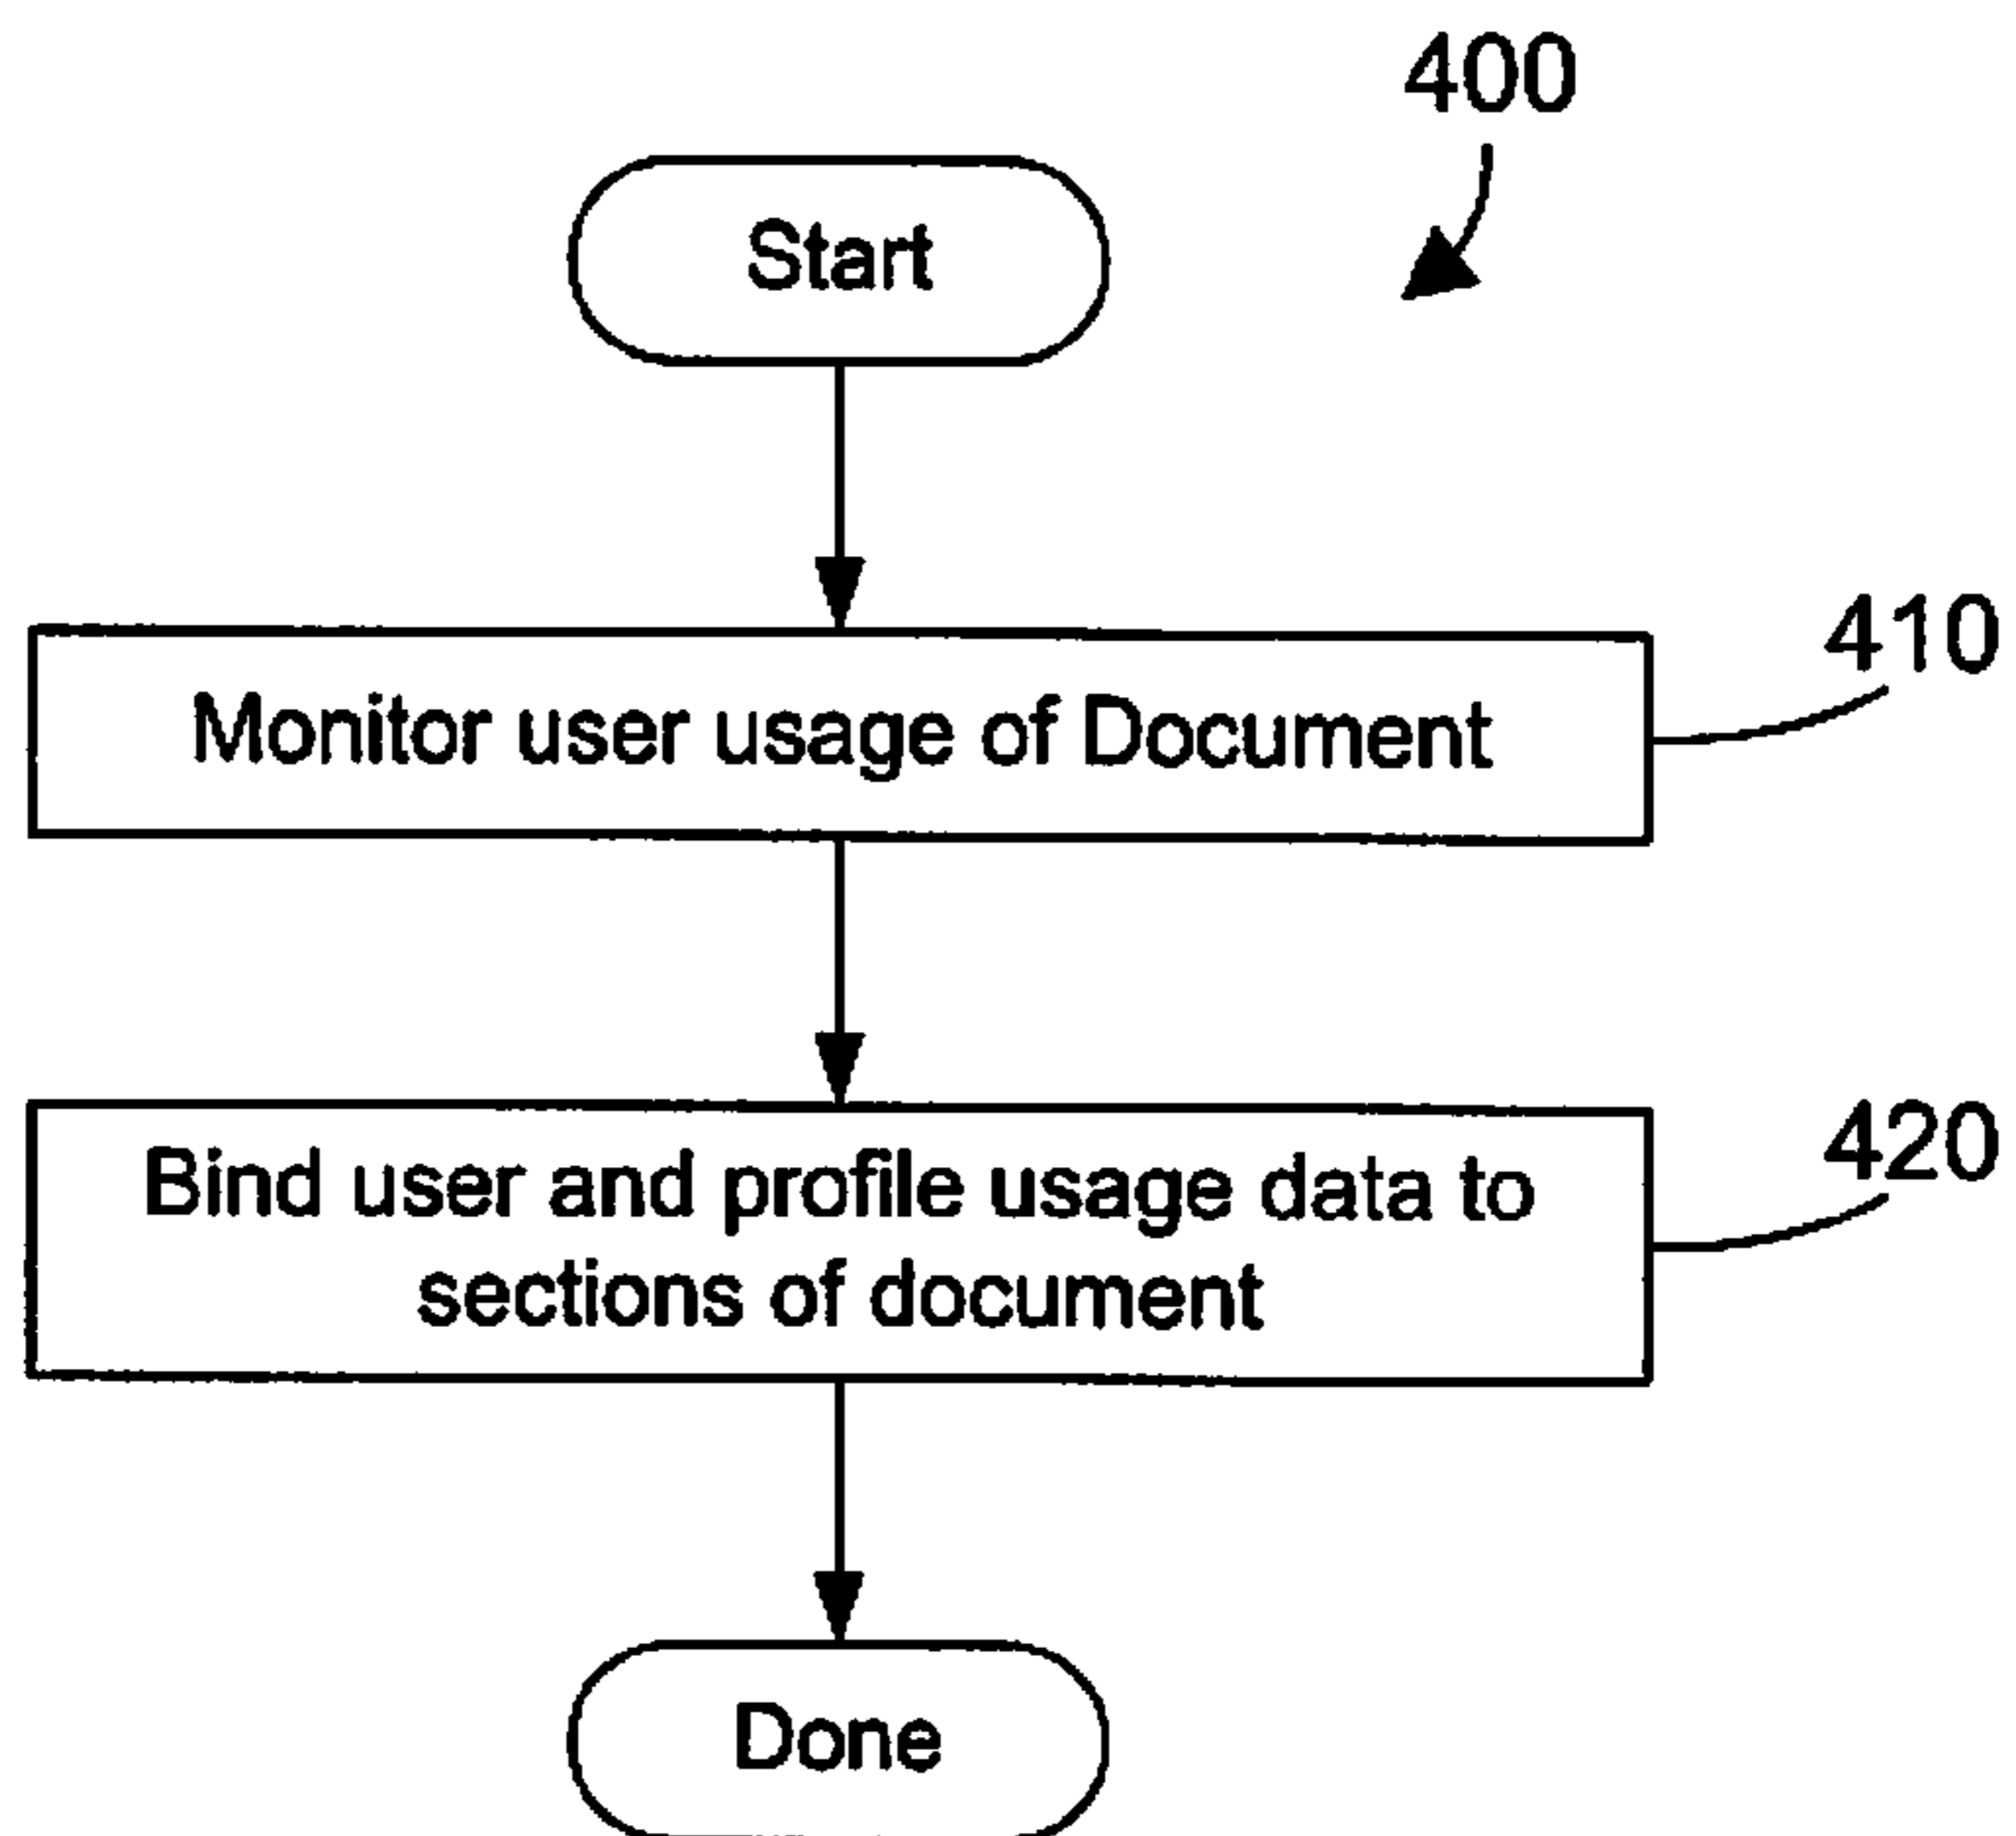 400
Start
410
Monitor user usage of Document
420
Bind user and profile usage data to
sections of document
Done